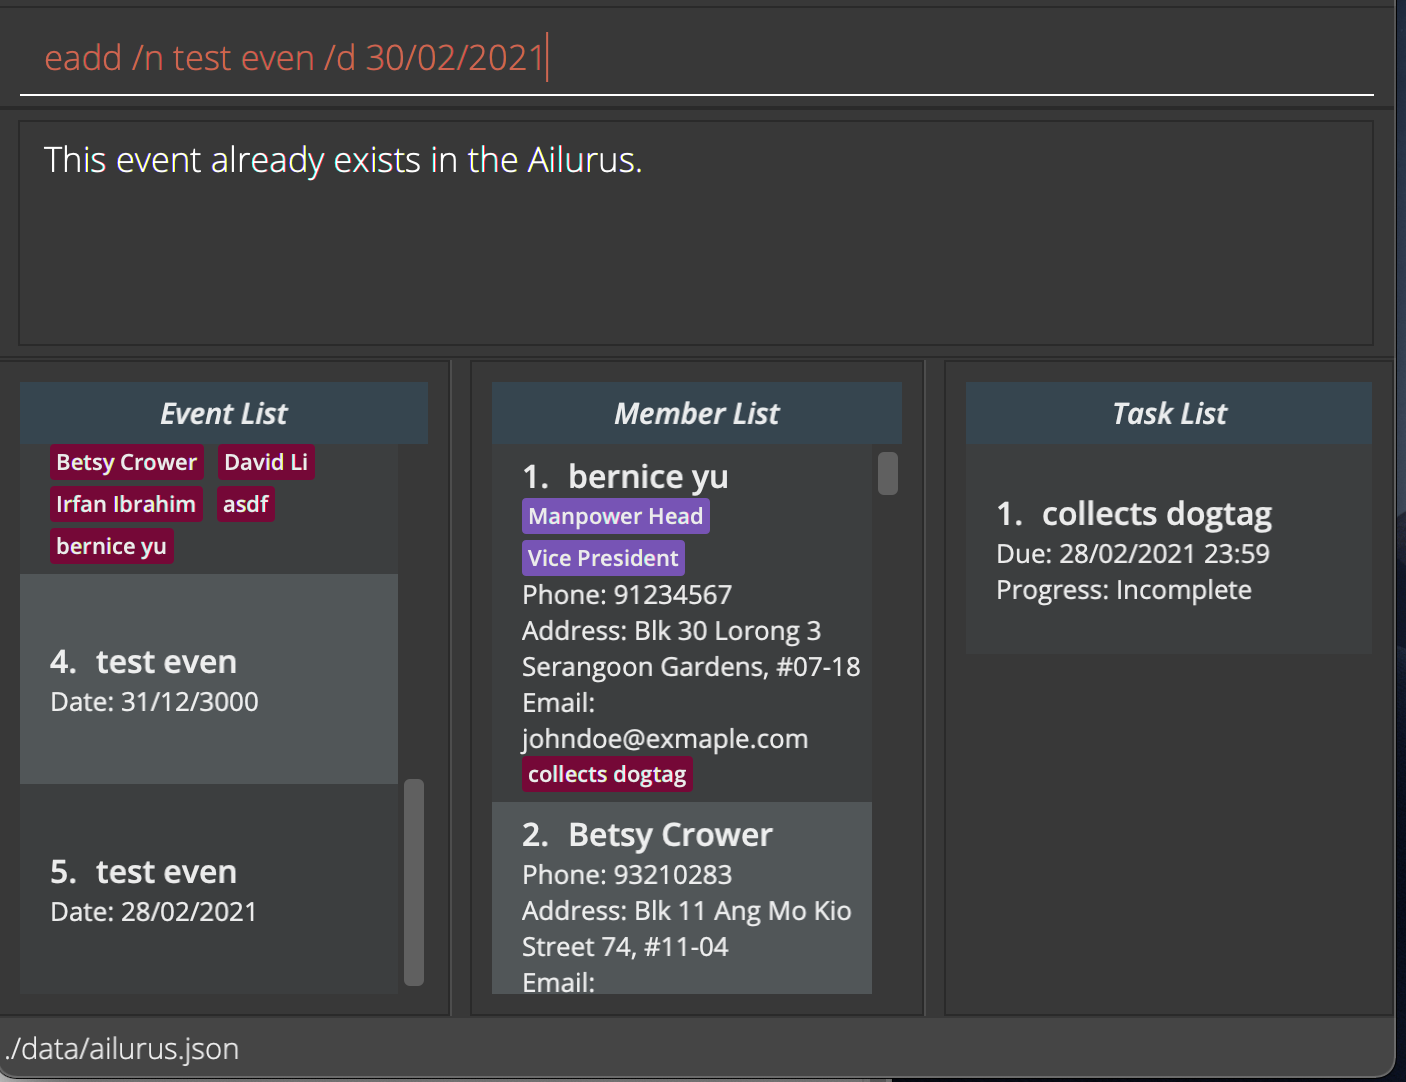 eadd /n test even /d 30/02/2021
This event already exists in the Ailurus.
Event List
Betsy Crower David Li
Irfan Ibrahim asdf
bernice yu
4. test even
Date: 31/12/3000
5. test even
Date: 28/02/2021
Member List
1. bernice yu
Manpower Head
Vice President
Phone: 91234567
Address: Blk 30 Lorong 3
Serangoon Gardens, #07-18
Email:
johndoe@exmaple.com
collects dogtag
2. Betsy Crower
Phone: 93210283
Address: Blk 11 Ang Mo Kio
Street 74, #11-04
Email:
Task List
1. collects dogtag
Due: 28/02/2021 23:59
Progress: Incomplete
./data/ailurus.json